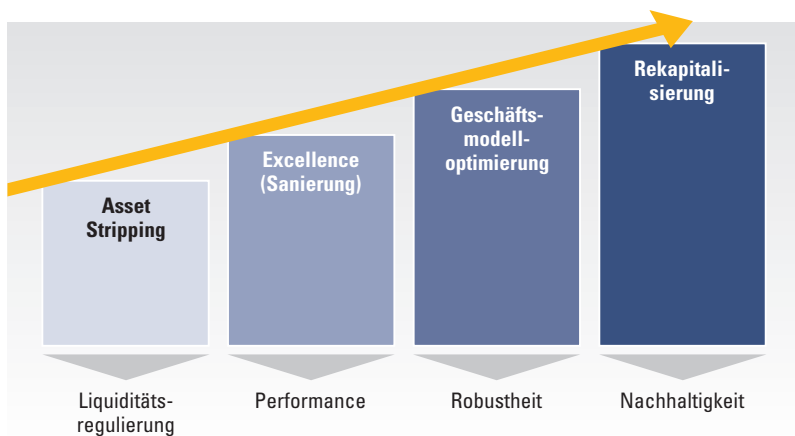 Asset
Stripping
Excellence
(Sanierung)
Geschäfts-
modell-
optimierung
Rekapitali-
sierung
Liquiditäts-
regulierung
Performance
Robustheit
Nachhaltigkeit